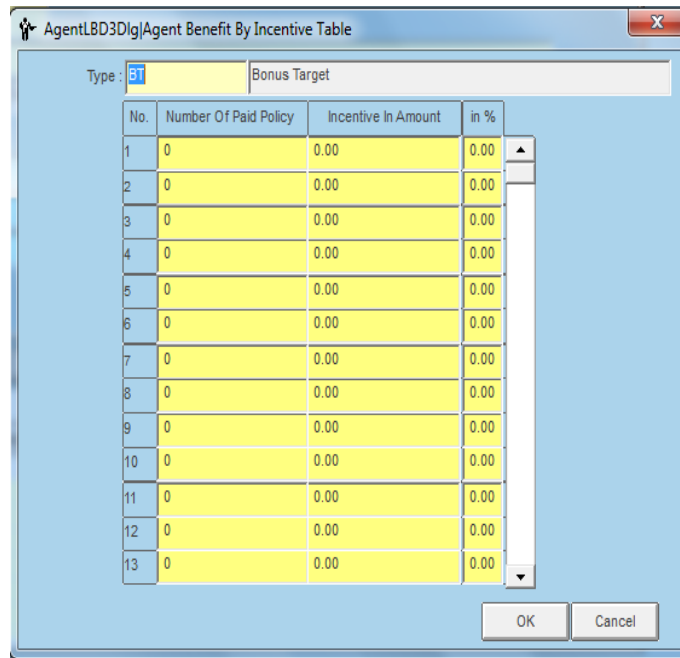 AgentLBD3Dlg|Agent Benefit By Incentive Table
X
Type : BT Bonus Target
No. Number Of Paid Policy Incentive In Amount in %
1 0 0.00 0.00
2 0 0.00 0.00
3 0 0.00 0.00
4 0 0.00 0.00
5 0 0.00 0.00
6 0 0.00 0.00
7 0 0.00 0.00
8 0 0.00 0.00
9 0 0.00 0.00
10 0 0.00 0.00
11 0 0.00 0.00
12 0 0.00 0.00
13 0 0.00 0.00
OK Cancel